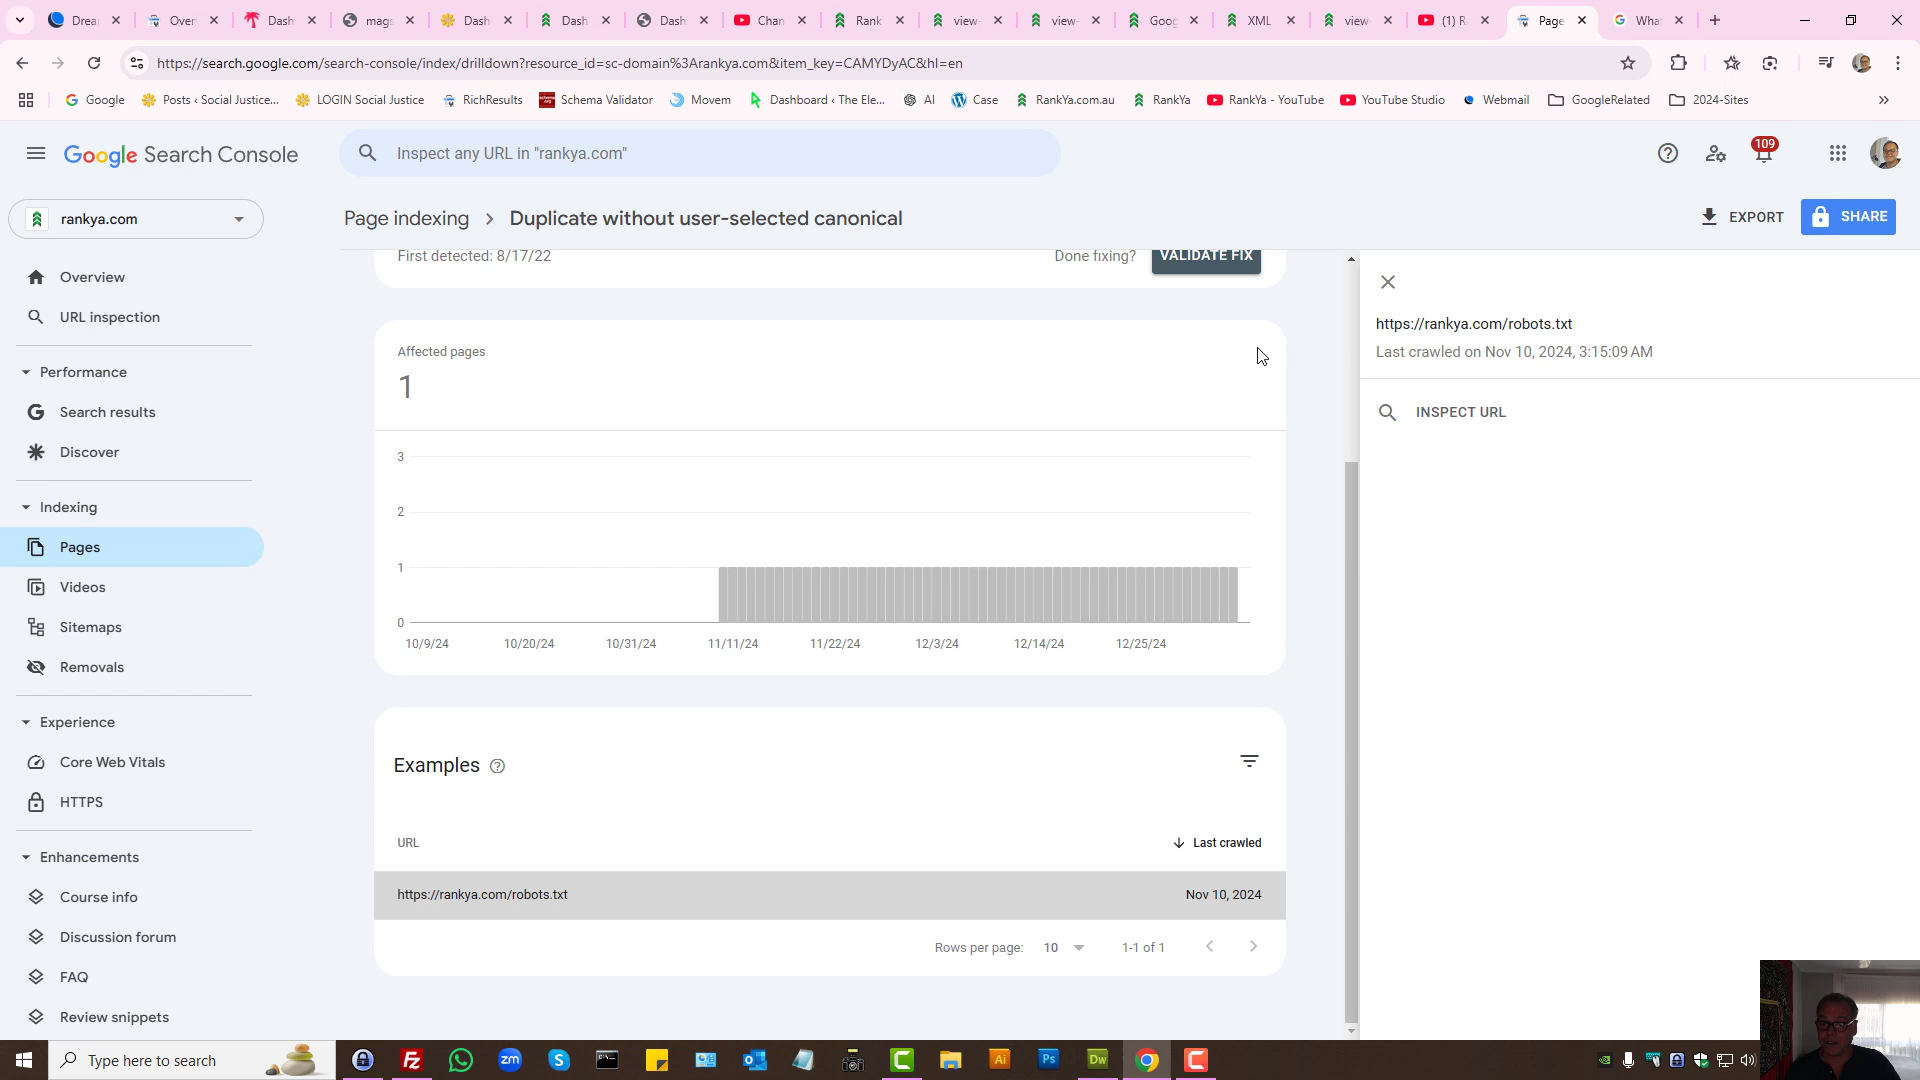 Drea
Over
Dash
mags
Dash
Dash
Dash
Chan
Rank
view-
view-
Goog
XML
view-
(1) R
Page
What
https://search.google.com/search-console/index/drilldown?resource_id=sc-domain%3Arankya.com&item_key=CAMYDyAC&hl=en
Google
Posts ‹ Social Justice...
LOGIN Social Justice
RichResults
Schema Validator
Movem
Dashboard ‹ The Ele...
AI
Case
RankYa.com.au
RankYa
RankYa - YouTube
YouTube Studio
Webmail
GoogleRelated
2024-Sites
Google Search Console
Inspect any URL in "rankya.com"
109
rankya.com
Page indexing
Duplicate without user-selected canonical
EXPORT
SHARE
Overview
URL inspection
Performance
Search results
Discover
Indexing
Pages
Videos
Sitemaps
Removals
Experience
Core Web Vitals
HTTPS
Enhancements
Course info
Discussion forum
FAQ
Review snippets
First detected: 8/17/22
Done fixing?
VALIDATE FIX
Affected pages
1
3
2
1
0
10/9/24
10/20/24
10/31/24
11/11/24
11/22/24
12/3/24
12/14/24
12/25/24
Examples
URL
Last crawled
https://rankya.com/robots.txt
Nov 10, 2024
Rows per page:
10
1-1 of 1
https://rankya.com/robots.txt
Last crawled on Nov 10, 2024, 3:15:09 AM
INSPECT URL
Type here to search
Fz
zm
S
Ai
Ps
Dw